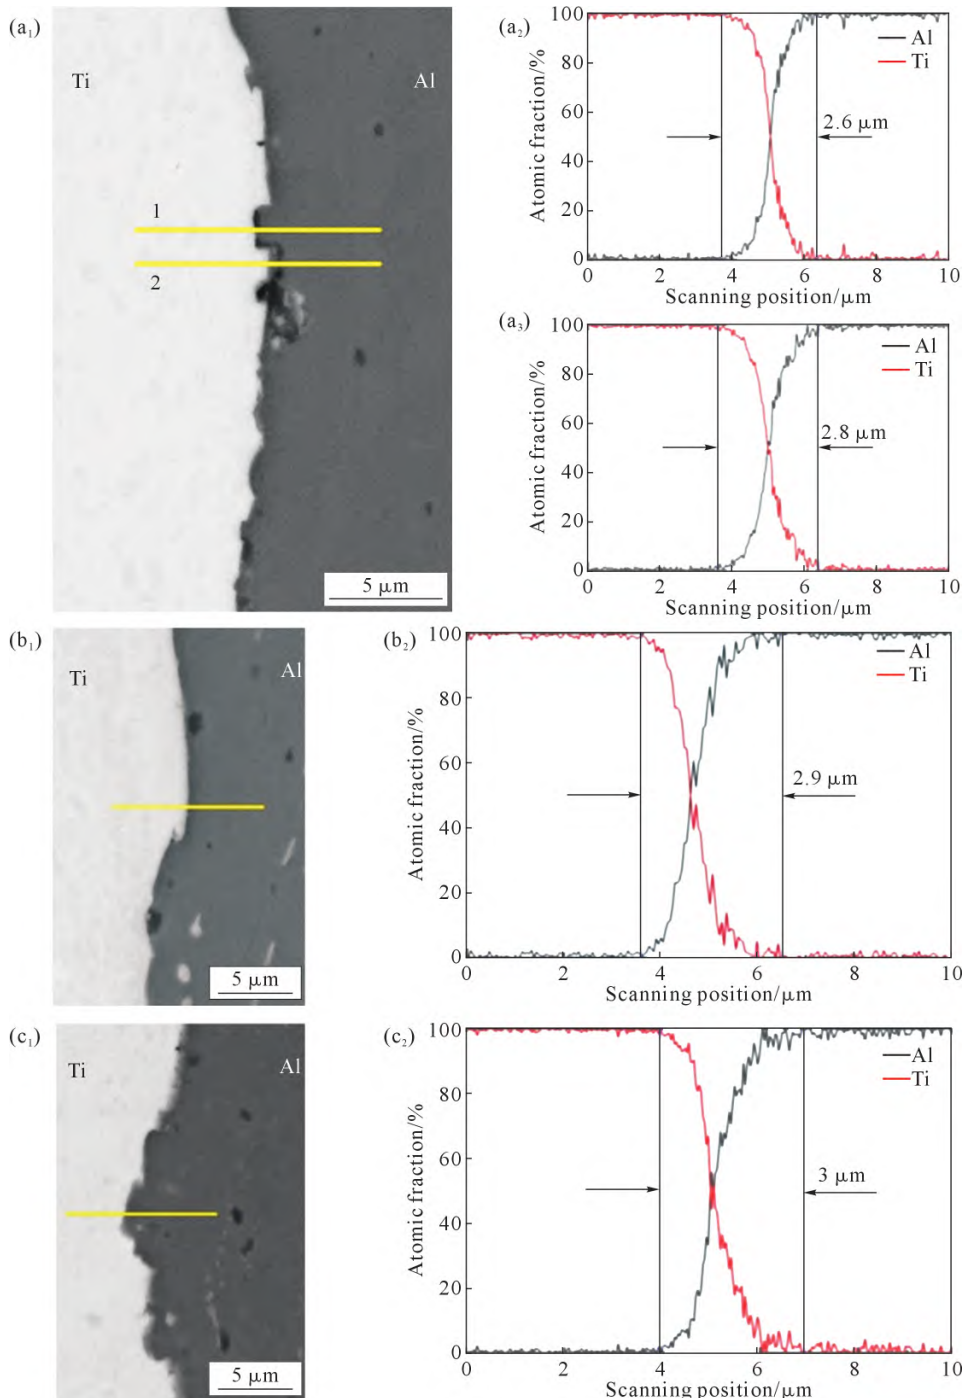 (a₁)
Ti
Al
1
2
5 μm
(a₂)
Atomic fraction/%
100
80
60
40
20
0
Al
Ti
2.6 μm
0 2 4 6 8 10
Scanning position/μm
(a₃)
Atomic fraction/%
100
80
60
40
20
0
Al
Ti
2.8 μm
0 2 4 6 8 10
Scanning position/μm
(b₁)
Ti
Al
5 μm
(b₂)
Atomic fraction/%
100
80
60
40
20
0
Al
Ti
2.9 μm
0 2 4 6 8 10
Scanning position/μm
(c₁)
Ti
Al
5 μm
(c₂)
Atomic fraction/%
100
80
60
40
20
0
Al
Ti
3 μm
0 2 4 6 8 10
Scanning position/μm